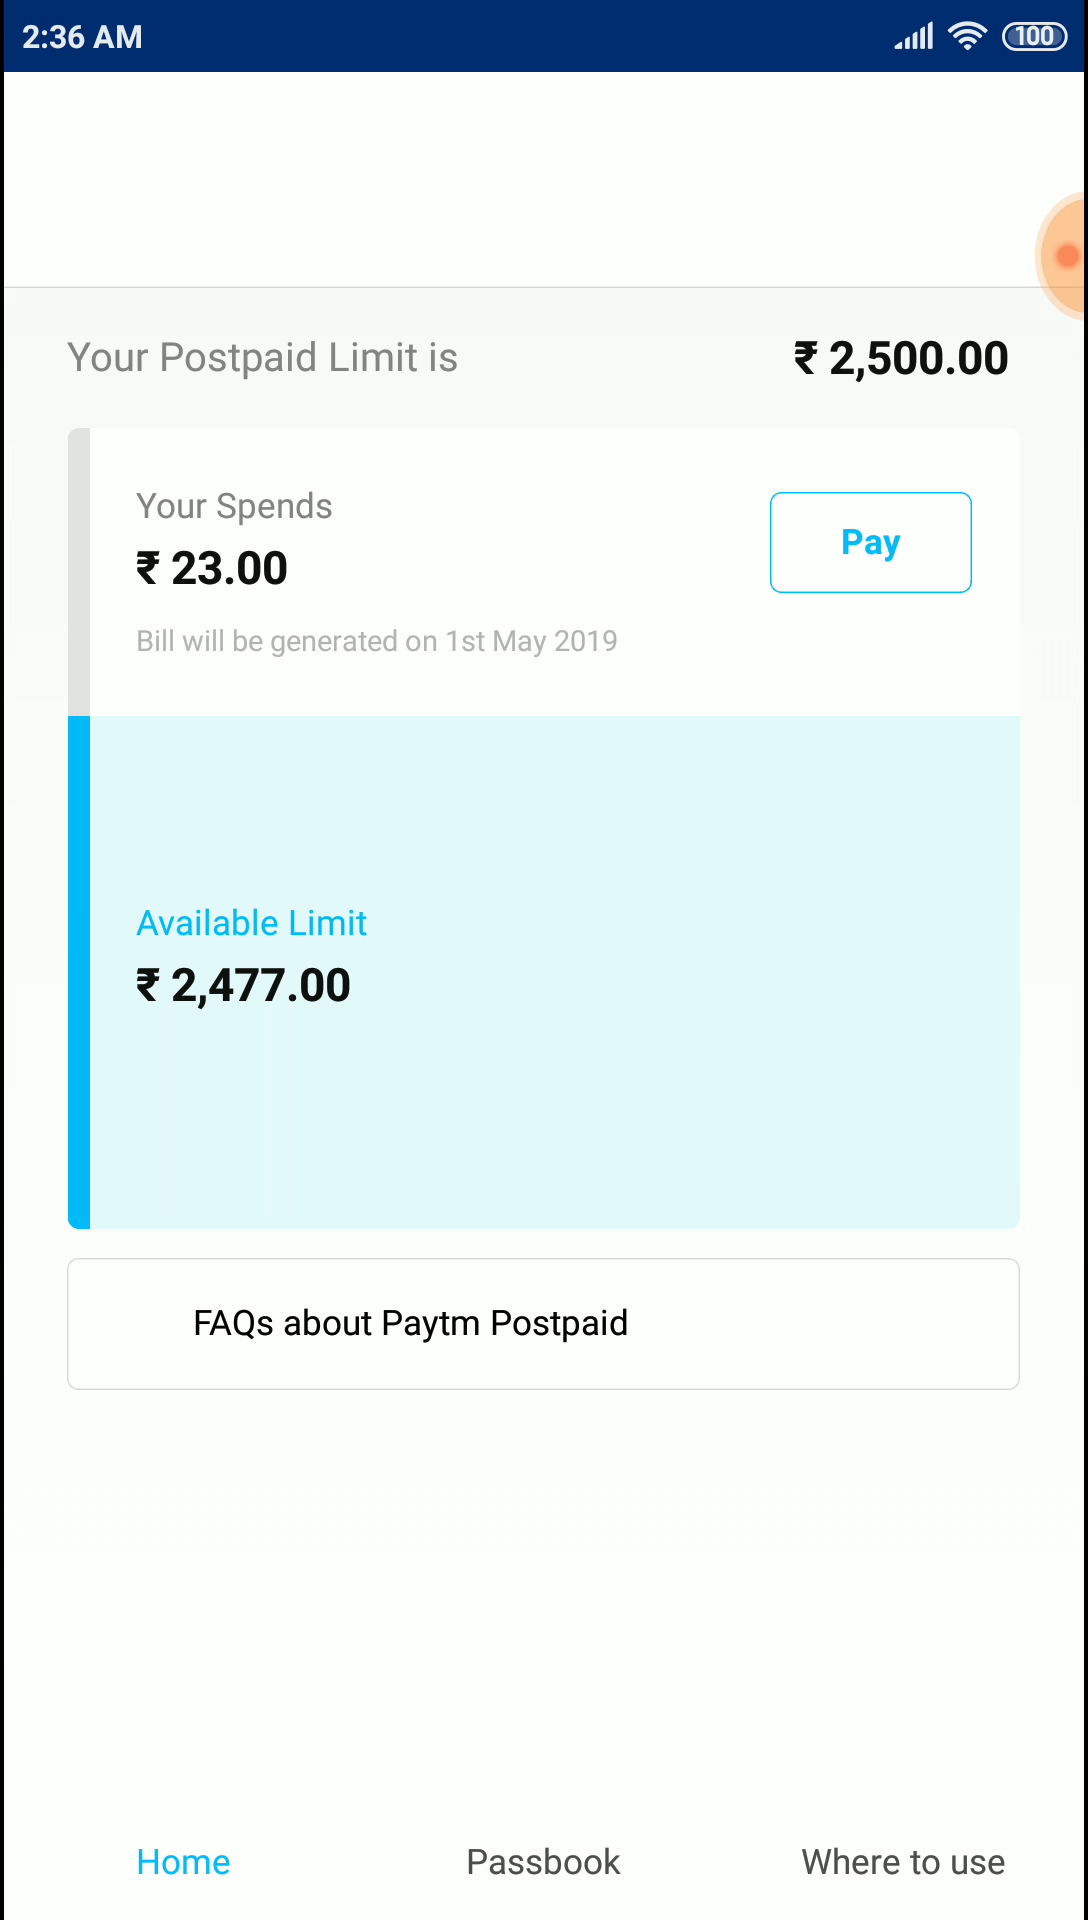 2:36 AM
100
Your Postpaid Limit is
₹ 2,500.00
Your Spends
₹ 23.00
Pay
Bill will be generated on 1st May 2019
Available Limit
₹ 2,477.00
FAQs about Paytm Postpaid
Home
Passbook
Where to use